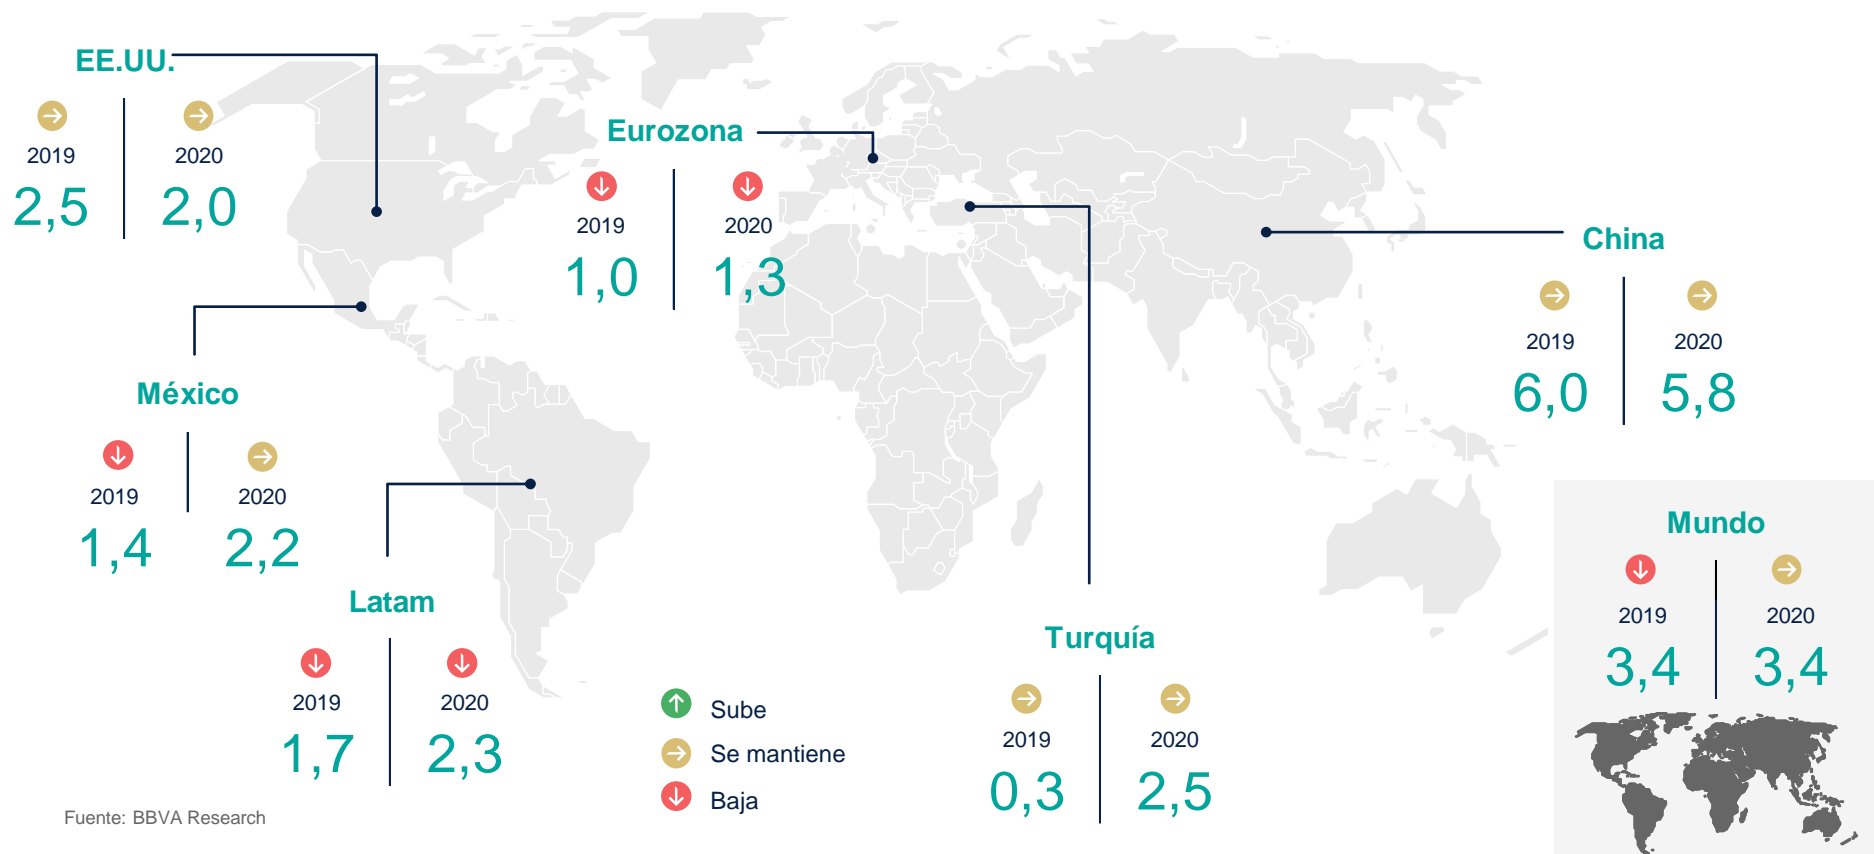 EE.UU.
2019
2020
2,5
2,0
Eurozona
2019
2020
1,0
1,3
China
2019
2020
6,0
5,8
México
2019
2020
1,4
2,2
Latam
2019
2020
1,7
2,3
Turquía
2019
2020
0,3
2,5
Mundo
2019
2020
3,4
3,4
Sube
Se mantiene
Baja
Fuente: BBVA Research